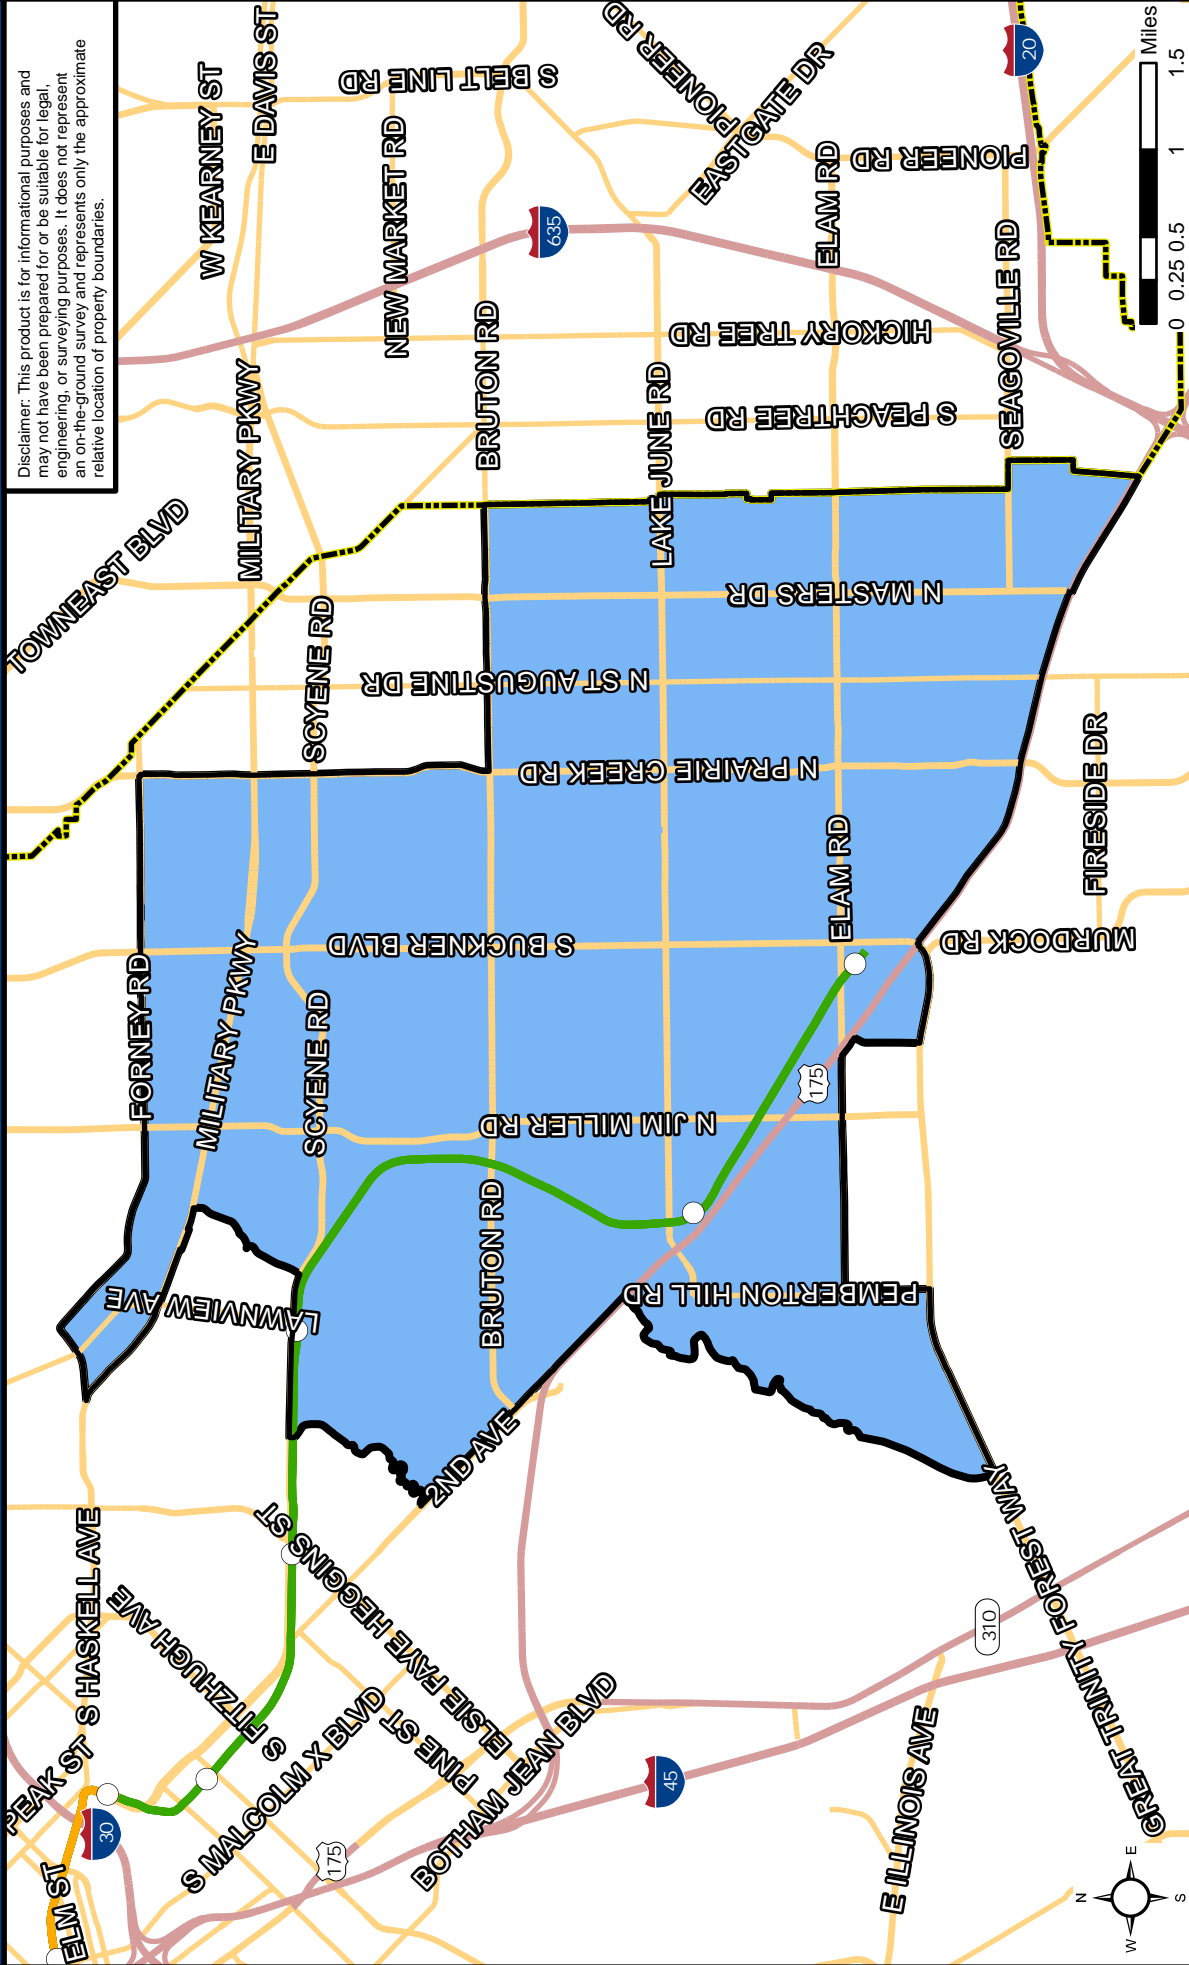 Disclaimer: This product is for informational purposes and
may not have been prepared for or be suitable for legal,
engineering, or surveying purposes. It does not represent
an on-the-ground survey and represents only the approximate
relative location of property boundaries.
TOWNEAST BLVD
W KEARNEY ST
E DAVIS ST
S BELT LINE RD
NEW MARKET RD
PIONEER RD
EASTGATE DR
ELAM RD
PIONEER RD
20
635
MILITARY PKWY
BRUTON RD
HICKORY TREE RD
LAKE JUNE RD
S PEACHTREE RD
SEAGOVILLE RD
SCYENE RD
N MASTERS DR
N ST AUGUSTINE DR
N PRAIRIE CREEK RD
ELAM RD
FIRESIDE DR
MURDOCK RD
S BUCKNER BLVD
FORNEY RD
MILITARY PKWY
SCYENE RD
N JIM MILLER RD
175
BRUTON RD
LAWNVIEW AVE
PEMBERTON HILL RD
2ND AVE
S HASKELL AVE
S FITZHUGH AVE
ELSIE FAYE HEGGINS ST
PINE ST
S MALCOLM X BLVD
BOTHAM JEAN BLVD
PEAK ST
30
ELM ST
175
45
310
E ILLINOIS AVE
GREAT TRINITY FOREST WAY
N
E
S
W
0 0.25 0.5 1 1.5
Miles